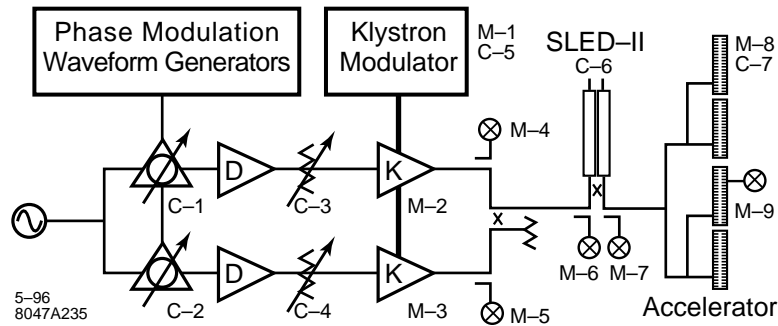 Phase Modulation
Waveform Generators
Klystron
Modulator
M–1
C–5
SLED–II
C–6
M–8
C–7
M–4
D
K
C–1
C–3
M–2
x
x
M–9
D
K
M–6
M–7
C–2
C–4
M–3
M–5
Accelerator
5–96
8047A235